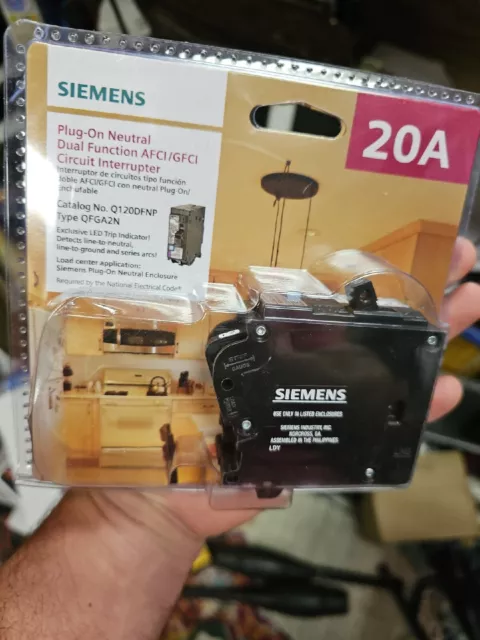 SIEMENS
20A
Plug-On Neutral
Dual Function AFCI/GFCI
Circuit Interrupter
Interruptor de circuitos tipo función
doble AFCI/GFCI con neutral Plug On/
Enchufable
Catalog No. Q120DFNP
Type QFGA2N
Exclusive LED Trip Indicator!
Detects line-to-neutral,
line-to-ground and series arcs!
Load center application:
Siemens Plug-On Neutral Enclosure
Required by the National Electrical Code®
SIEMENS
USE ONLY IN LISTED ENCLOSURES
SIEMENS INDUSTRY, INC.
NORCROSS, GA
ASSEMBLED IN THE PHILIPPINES
LDY